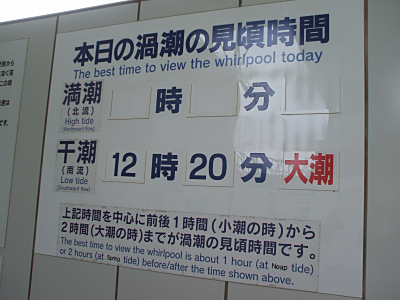 本日の渦潮の見頃時間
The best time to view the whirlpool today
満潮 時 分
(北流)
High tide
(Northward flow)
干潮 12時20分 大潮
(南流)
Low tide
(Southward flow)
上記時間を中心に前後1時間(小潮の時)から
2時間(大潮の時)までが渦潮の見頃時間です。
The best time to view the whirlpool is about 1 hour (at Neap tide)
or 2 hours (at Spring tide) before/after the time shown above.